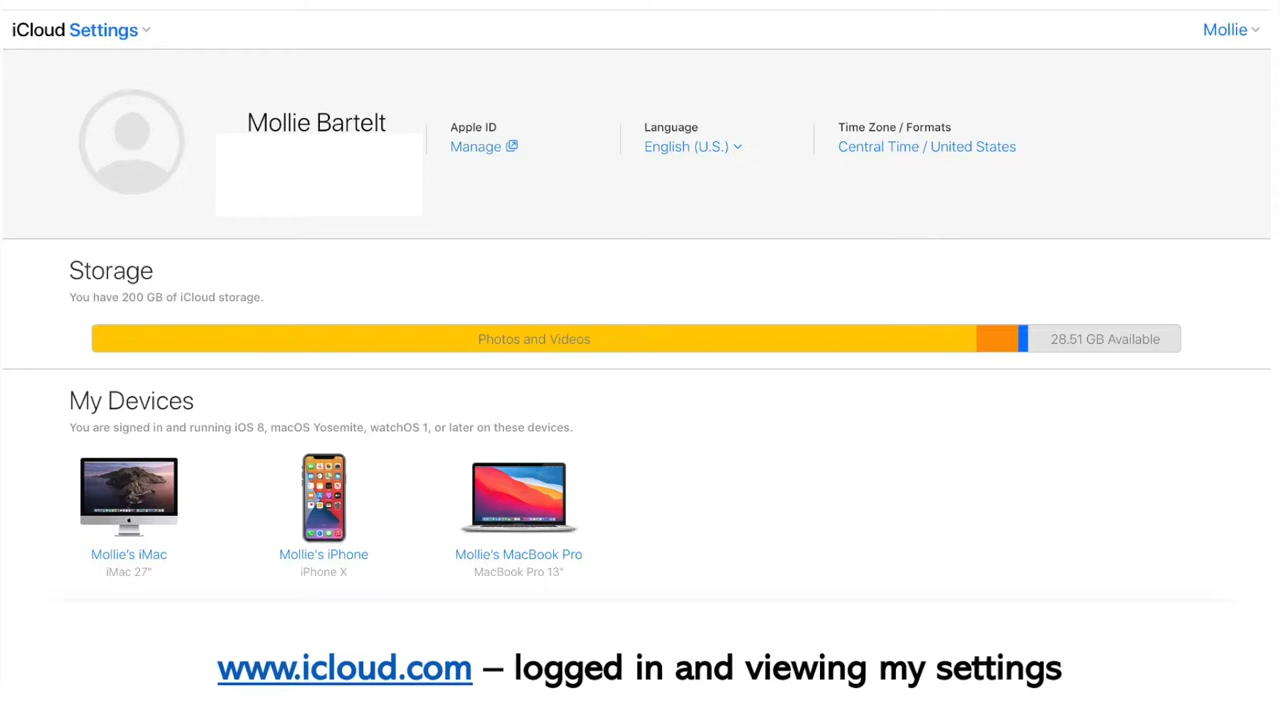 iCloud Settings
Mollie
Mollie Bartelt
Apple ID
Manage
Language
English (U.S.)
Time Zone / Formats
Central Time / United States
Storage
You have 200 GB of iCloud storage.
Photos and Videos
28.51 GB Available
My Devices
You are signed in and running iOS 8, macOS Yosemite, watchOS 1, or later on these devices.
Mollie's iMac
iMac 27"
Mollie's iPhone
iPhone X
Mollie's MacBook Pro
MacBook Pro 13"
www.icloud.com – logged in and viewing my settings